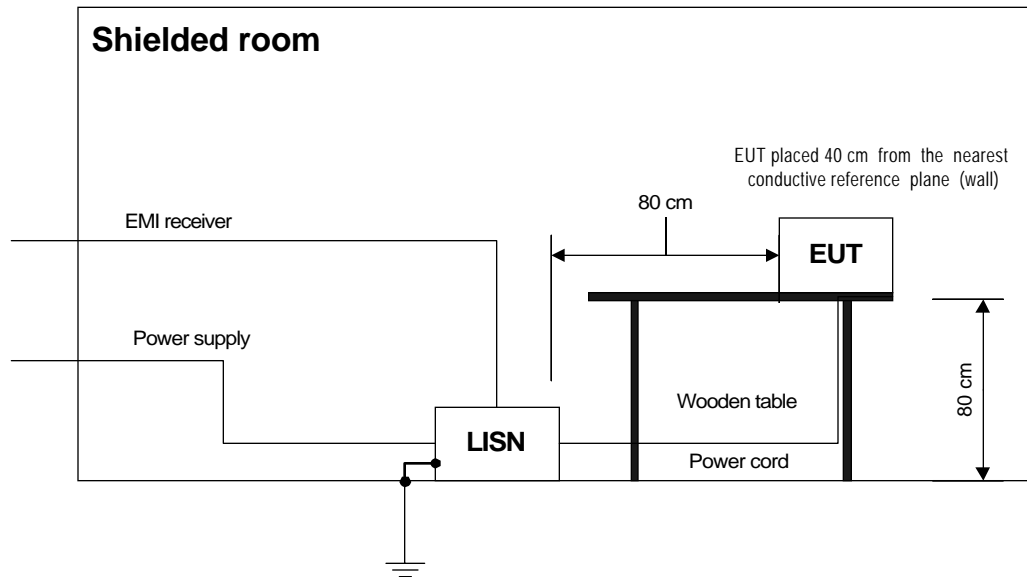 Shielded room
EUT placed 40 cm from the nearest
conductive reference plane (wall)
80 cm
EMI receiver
EUT
Power supply
80 cm
Wooden table
LISN
Power cord